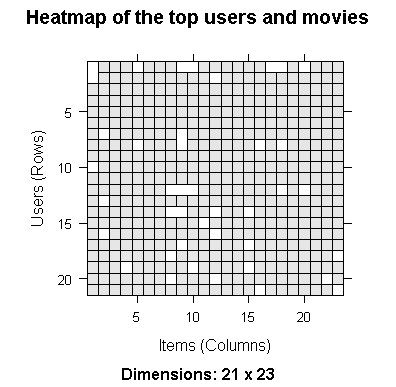 Heatmap of the top users and movies
5
10
15
20
Users (Rows)
5 10 15 20
Items (Columns)
Dimensions: 21 x 23